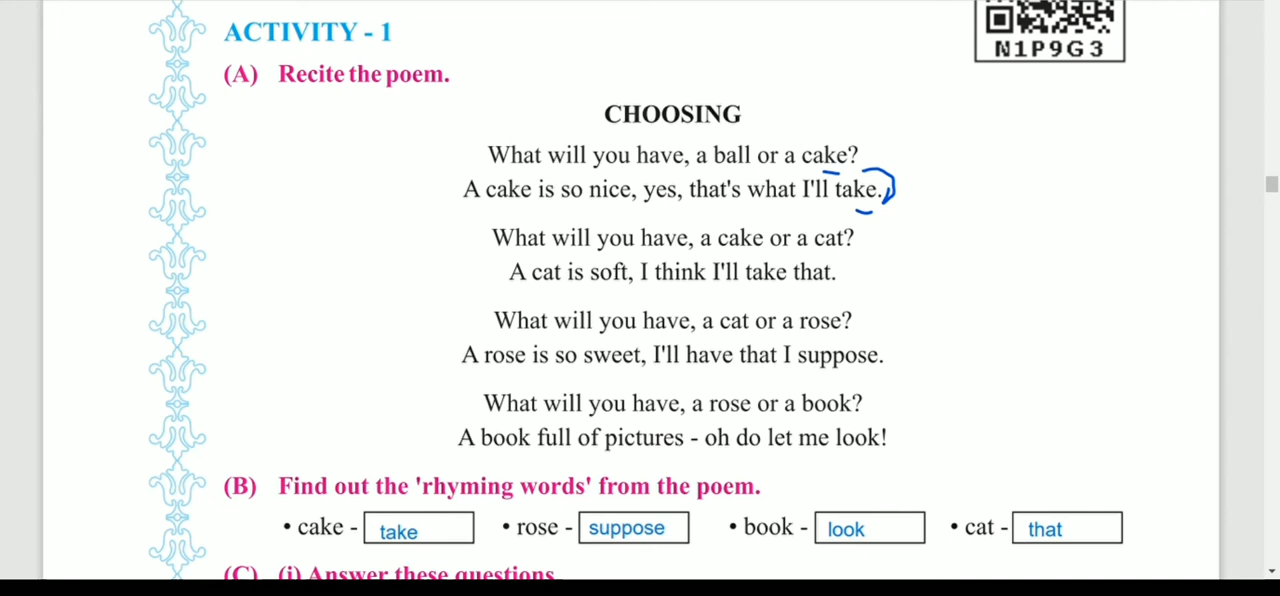 ACTIVITY - 1
N1P9G3
(A) Recite the poem.
CHOOSING
What will you have, a ball or a cake?
A cake is so nice, yes, that's what I'll take.
What will you have, a cake or a cat?
A cat is soft, I think I'll take that.
What will you have, a cat or a rose?
A rose is so sweet, I'll have that I suppose.
What will you have, a rose or a book?
A book full of pictures - oh do let me look!
(B) Find out the 'rhyming words' from the poem.
• cake - take • rose - suppose • book - look • cat - that
(C) (i) Answer these questions.